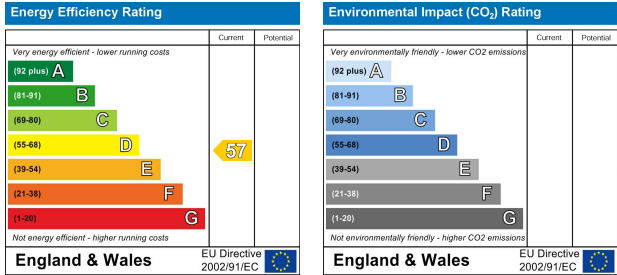 Energy Efficiency Rating
Current Potential
Very energy efficient - lower running costs
(92 plus) A
(81-91) B
(69-80) C
(55-68) D
57
(39-54) E
(21-38) F
(1-20) G
Not energy efficient - higher running costs
England & Wales
EU Directive
2002/91/EC
Environmental Impact (CO2) Rating
Current Potential
Very environmentally friendly - lower CO2 emissions
(92 plus) A
(81-91) B
(69-80) C
(55-68) D
(39-54) E
(21-38) F
(1-20) G
Not environmentally friendly - higher CO2 emissions
England & Wales
EU Directive
2002/91/EC